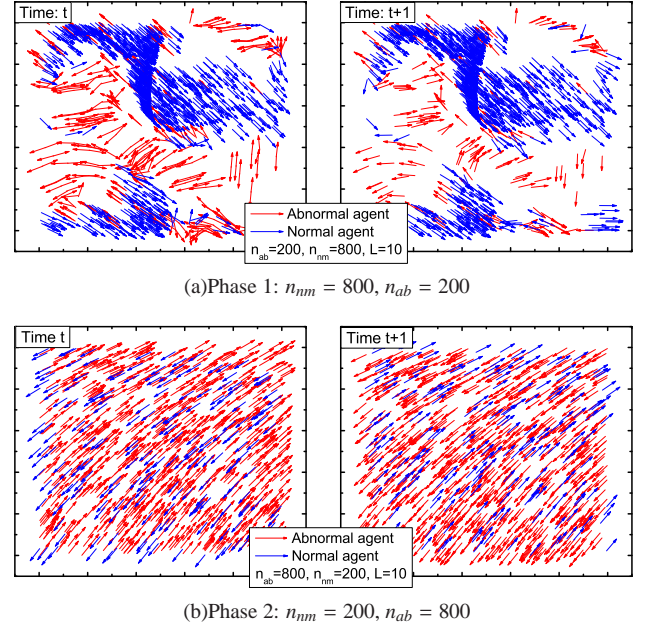 Time: t
Time: t+1
Abnormal agent
Normal agent
n_ab=200, n_nm=800, L=10
(a)Phase 1: n_nm = 800, n_ab = 200
Time t
Time t+1
Abnormal agent
Normal agent
n_ab=800, n_nm=200, L=10
(b)Phase 2: n_nm = 200, n_ab = 800